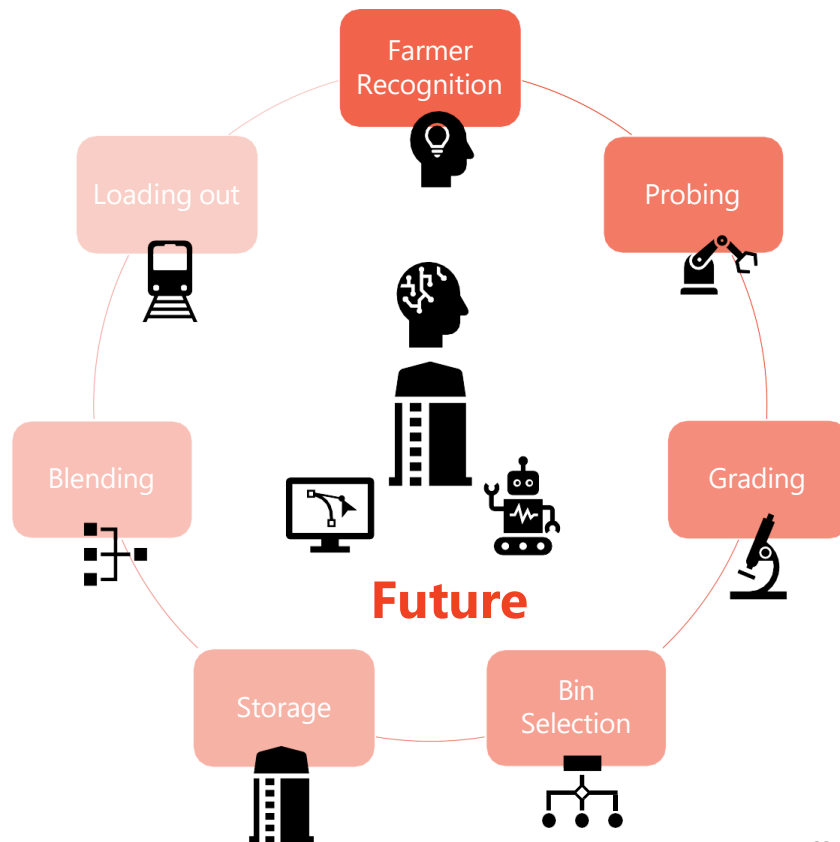 Farmer
Recognition
Probing
Grading
Bin
Selection
Storage
Blending
Loading out
Future